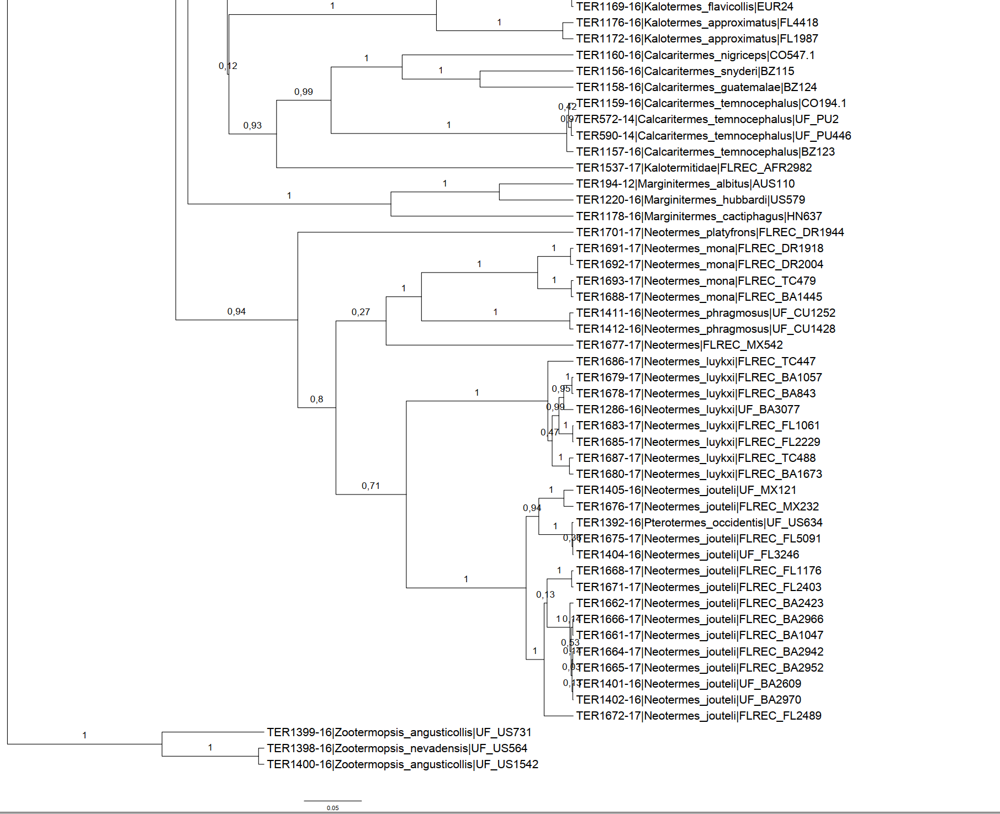 1
TER1169-16|Kalotermes_flavicollis|EUR24
1
TER1176-16|Kalotermes_approximatus|FL4418
TER1172-16|Kalotermes_approximatus|FL1987
0,12
1
TER1160-16|Calcaritermes_nigriceps|CO547.1
1
TER1156-16|Calcaritermes_snyderi|BZ115
TER1158-16|Calcaritermes_guatemalae|BZ124
0,99
0,42
TER1159-16|Calcaritermes_temnocephalus|CO194.1
0,97
TER572-14|Calcaritermes_temnocephalus|UF_PU2
0,93
1
TER590-14|Calcaritermes_temnocephalus|UF_PU446
TER1157-16|Calcaritermes_temnocephalus|BZ123
TER1537-17|Kalotermitidae|FLREC_AFR2982
1
TER194-12|Marginitermes_albitus|AUS110
1
TER1220-16|Marginitermes_hubbardi|US579
TER1178-16|Marginitermes_cactiphagus|HN637
TER1701-17|Neotermes_platyfrons|FLREC_DR1944
1
TER1691-17|Neotermes_mona|FLREC_DR1918
1
TER1692-17|Neotermes_mona|FLREC_DR2004
1
TER1693-17|Neotermes_mona|FLREC_TC479
1
TER1688-17|Neotermes_mona|FLREC_BA1445
0,94
0,27
1
TER1411-16|Neotermes_phragmosus|UF_CU1252
TER1412-16|Neotermes_phragmosus|UF_CU1428
TER1677-17|Neotermes|FLREC_MX542
TER1686-17|Neotermes_luykxi|FLREC_TC447
1
TER1679-17|Neotermes_luykxi|FLREC_BA1057
0,95
1
TER1678-17|Neotermes_luykxi|FLREC_BA843
0,8
0,99
TER1286-16|Neotermes_luykxi|UF_BA3077
1
TER1683-17|Neotermes_luykxi|FLREC_FL1061
0,47
TER1685-17|Neotermes_luykxi|FLREC_FL2229
1
TER1687-17|Neotermes_luykxi|FLREC_TC488
TER1680-17|Neotermes_luykxi|FLREC_BA1673
0,71
1
TER1405-16|Neotermes_jouteli|UF_MX121
0,94
TER1676-17|Neotermes_jouteli|FLREC_MX232
1
TER1392-16|Pterotermes_occidentis|UF_US634
0,36
TER1675-17|Neotermes_jouteli|FLREC_FL5091
TER1404-16|Neotermes_jouteli|UF_FL3246
1
TER1668-17|Neotermes_jouteli|FLREC_FL1176
1
TER1671-17|Neotermes_jouteli|FLREC_FL2403
0,13
TER1662-17|Neotermes_jouteli|FLREC_BA2423
1
0,14
TER1666-17|Neotermes_jouteli|FLREC_BA2966
TER1661-17|Neotermes_jouteli|FLREC_BA1047
0,53
1
0,14
TER1664-17|Neotermes_jouteli|FLREC_BA2942
0,03
TER1665-17|Neotermes_jouteli|FLREC_BA2952
0,13
TER1401-16|Neotermes_jouteli|UF_BA2609
TER1402-16|Neotermes_jouteli|UF_BA2970
TER1672-17|Neotermes_jouteli|FLREC_FL2489
1
TER1399-16|Zootermopsis_angusticollis|UF_US731
1
TER1398-16|Zootermopsis_nevadensis|UF_US564
TER1400-16|Zootermopsis_angusticollis|UF_US1542
0.05